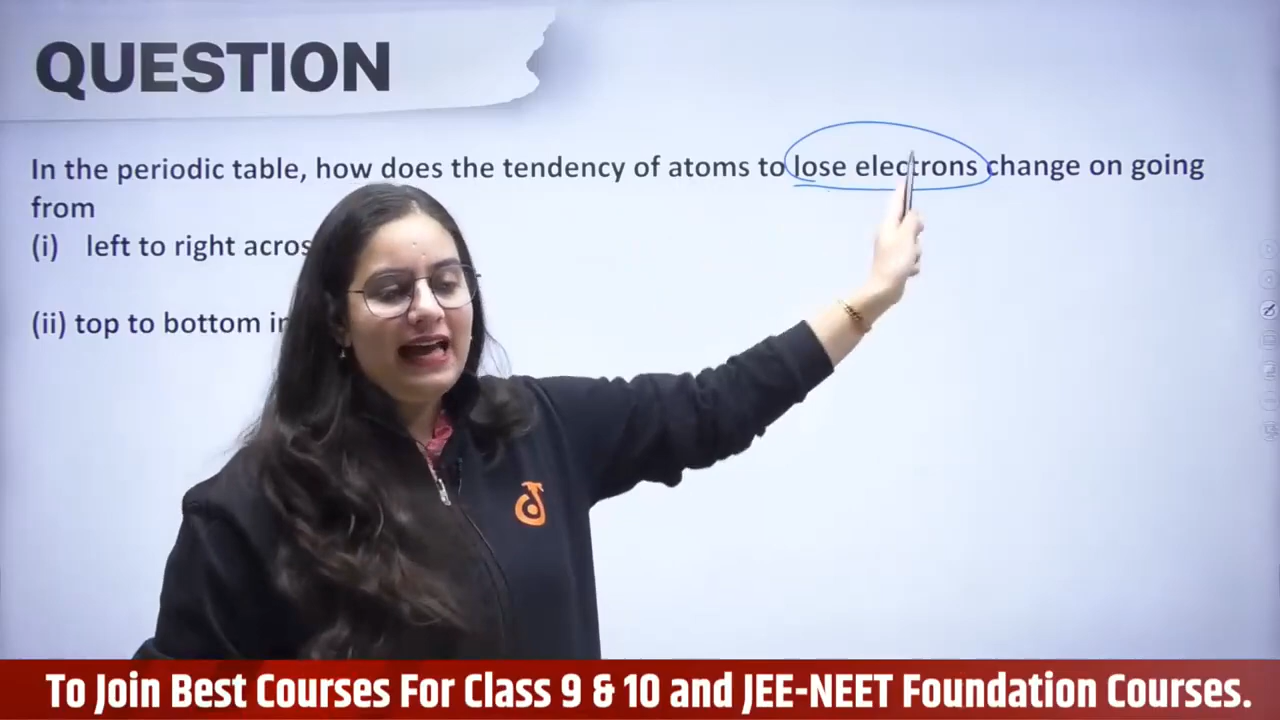 QUESTION
In the periodic table, how does the tendency of atoms to lose electrons change on going
from
(i) left to right
(ii) top to bottom
To Join Best Courses For Class 9 & 10 and JEE-NEET Foundation Courses.